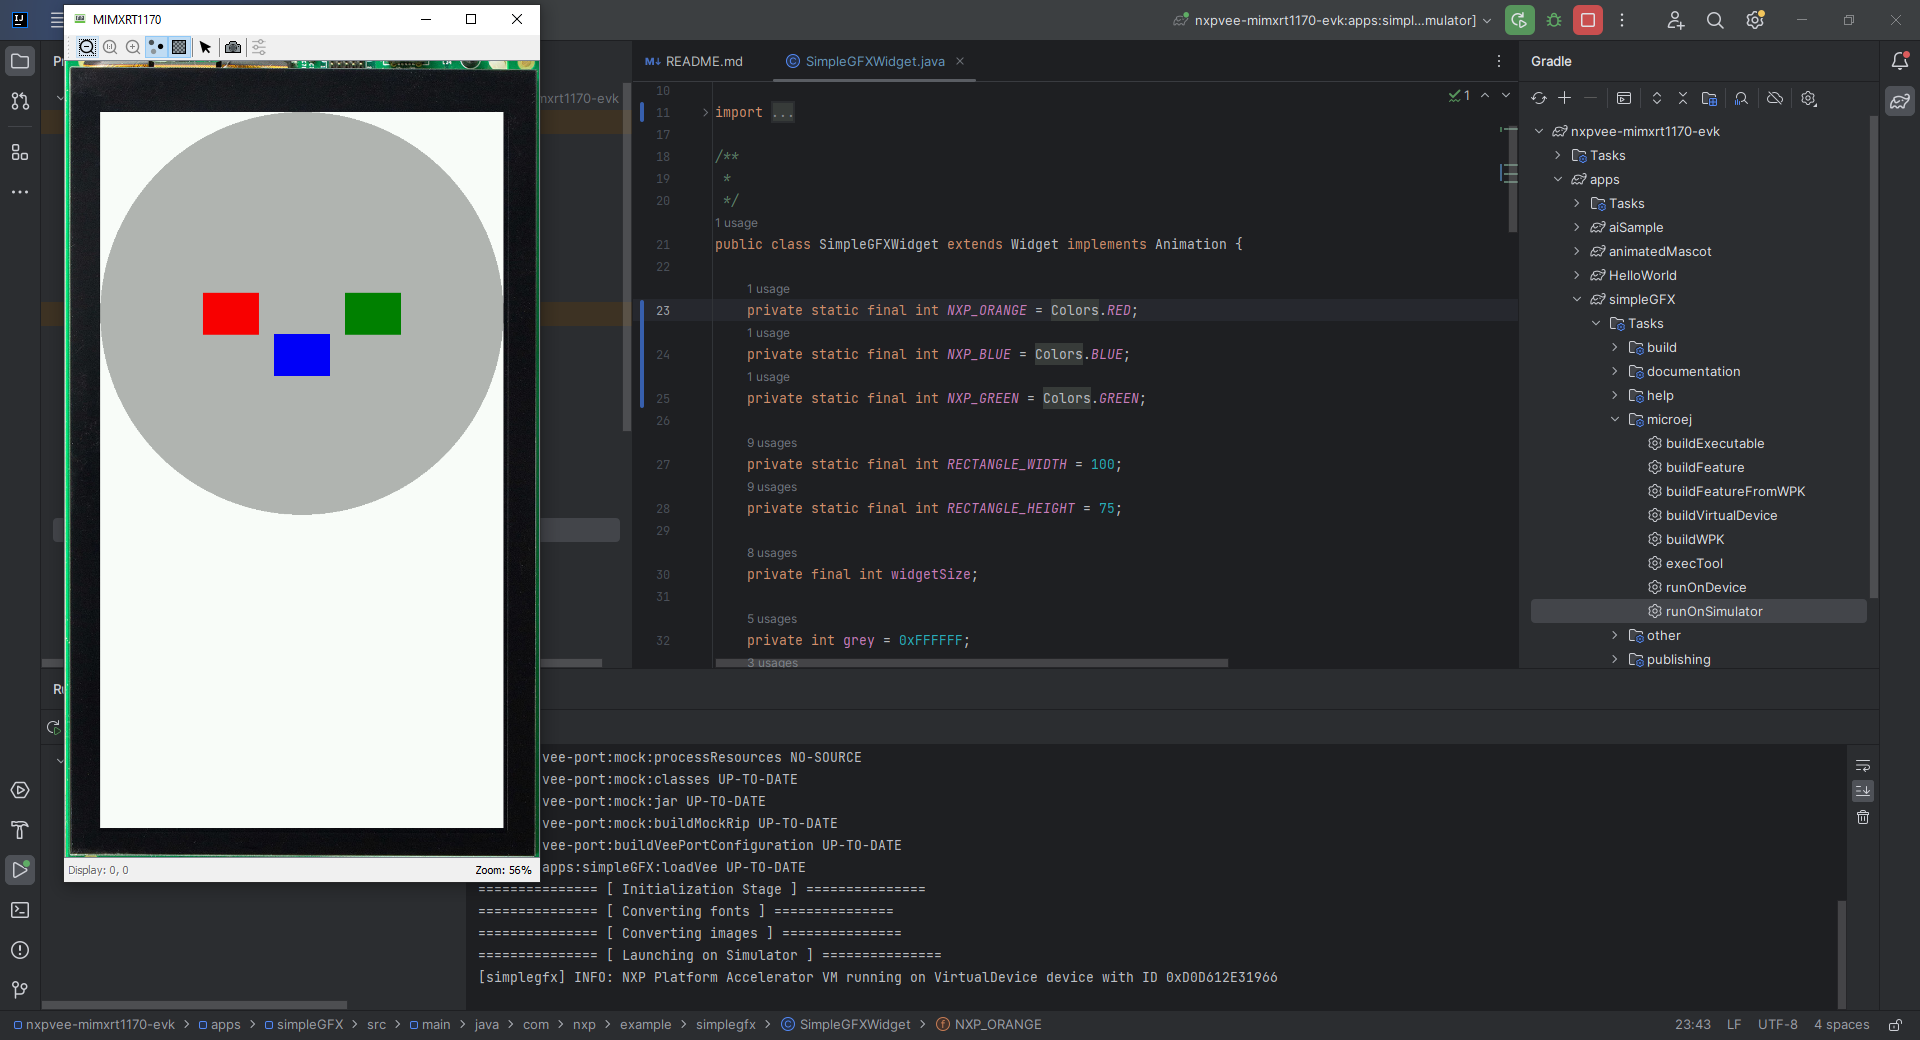 MIMXRT1170
nxpvee-mimxrt1170-evk:apps:simpl...mulator]
README.md
SimpleGFXWidget.java
Gradle
nxrt1170-evk
1
10
11 import ...
17
18 /**
19 *
20 */
1 usage
21 public class SimpleGFXWidget extends Widget implements Animation {
22
1 usage
23 private static final int NXP_ORANGE = Colors.RED;
1 usage
24 private static final int NXP_BLUE = Colors.BLUE;
1 usage
25 private static final int NXP_GREEN = Colors.GREEN;
26
9 usages
27 private static final int RECTANGLE_WIDTH = 100;
9 usages
28 private static final int RECTANGLE_HEIGHT = 75;
29
8 usages
30 private final int widgetSize;
31
5 usages
32 private int grey = 0xFFFFFF;
3 usages
nxpvee-mimxrt1170-evk
Tasks
apps
Tasks
aiSample
animatedMascot
HelloWorld
simpleGFX
Tasks
build
documentation
help
microej
buildExecutable
buildFeature
buildFeatureFromWPK
buildVirtualDevice
buildWPK
execTool
runOnDevice
runOnSimulator
other
publishing
vee-port:mock:processResources NO-SOURCE
vee-port:mock:classes UP-TO-DATE
vee-port:mock:jar UP-TO-DATE
vee-port:mock:buildMockRip UP-TO-DATE
vee-port:buildVeePortConfiguration UP-TO-DATE
apps:simpleGFX:loadVee UP-TO-DATE
=============== [ Initialization Stage ] ===============
=============== [ Converting fonts ] ===============
=============== [ Converting images ] ===============
=============== [ Launching on Simulator ] ===============
[simplegfx] INFO: NXP Platform Accelerator VM running on VirtualDevice device with ID 0xD0D612E31966
Display: 0, 0
Zoom: 56%
nxpvee-mimxrt1170-evk > apps > simpleGFX > src > main > java > com > nxp > example > simplegfx > SimpleGFXWidget > NXP_ORANGE
23:43 LF UTF-8 4 spaces